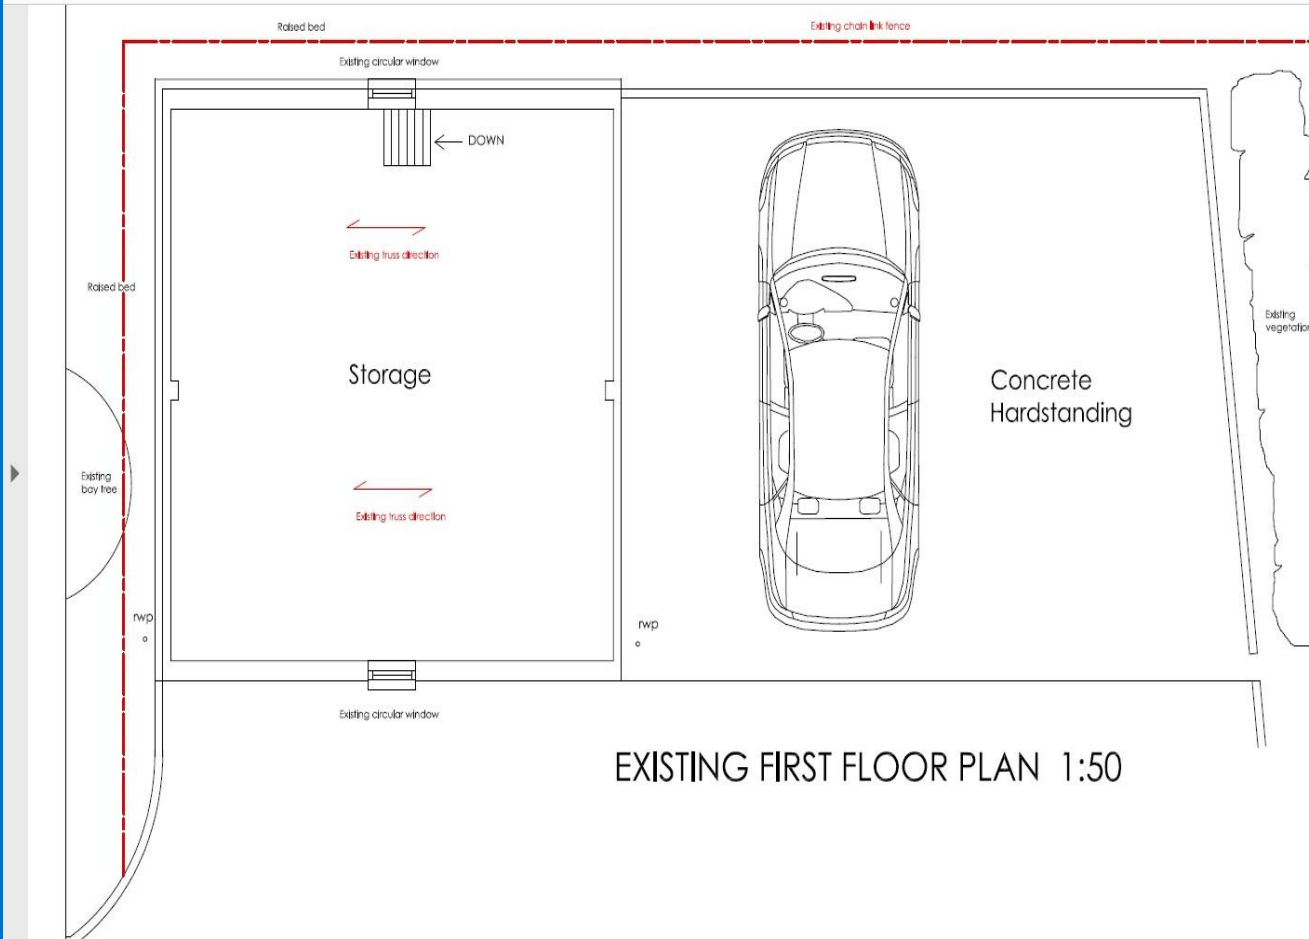 Raised bed
Existing chain link fence
Existing circular window
DOWN
Existing truss direction
Raised bed
Existing
vegetation
Storage
Concrete
Hardstanding
Existing
bay tree
Existing truss direction
rwp
rwp
Existing circular window
EXISTING FIRST FLOOR PLAN 1:50